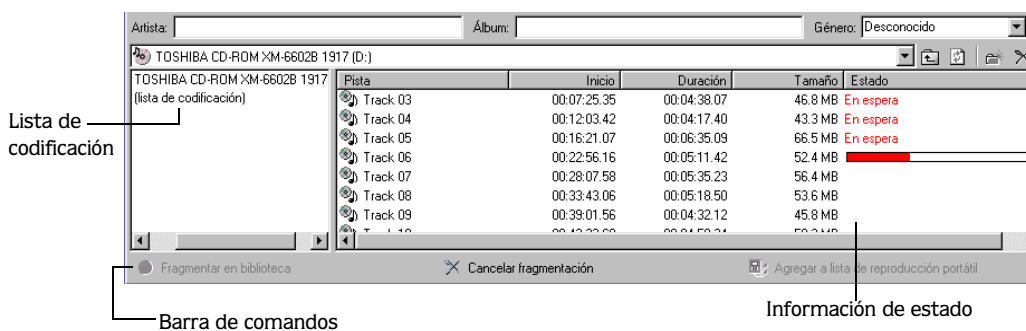 Artista: Álbum: Género: Desconocido
TOSHIBA CD-ROM XM-6602B 1917 (D:)
TOSHIBA CD-ROM XM-6602B 1917
(lista de codificación)
Pista Inicio Duración Tamaño Estado
Track 03 00:07:25.35 00:04:38.07 46.8 MB En espera
Track 04 00:12:03.42 00:04:17.40 43.3 MB En espera
Track 05 00:16:21.07 00:06:35.09 66.5 MB En espera
Track 06 00:22:56.16 00:05:11.42 52.4 MB
Track 07 00:28:07.58 00:05:35.23 56.4 MB
Track 08 00:33:43.06 00:05:18.50 53.6 MB
Track 09 00:39:01.56 00:04:32.12 45.8 MB
Lista de
codificación
Fragmentar en biblioteca Cancelar fragmentación Agregar a lista de reproducción portátil
Barra de comandos
Información de estado